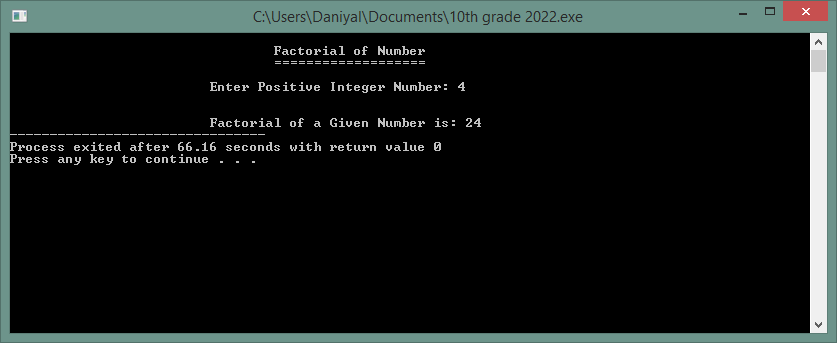 C:\Users\Daniyal\Documents\10th grade 2022.exe
Factorial of Number
===================
Enter Positive Integer Number: 4
Factorial of a Given Number is: 24
--------------------------------
Process exited after 66.16 seconds with return value 0
Press any key to continue . . .